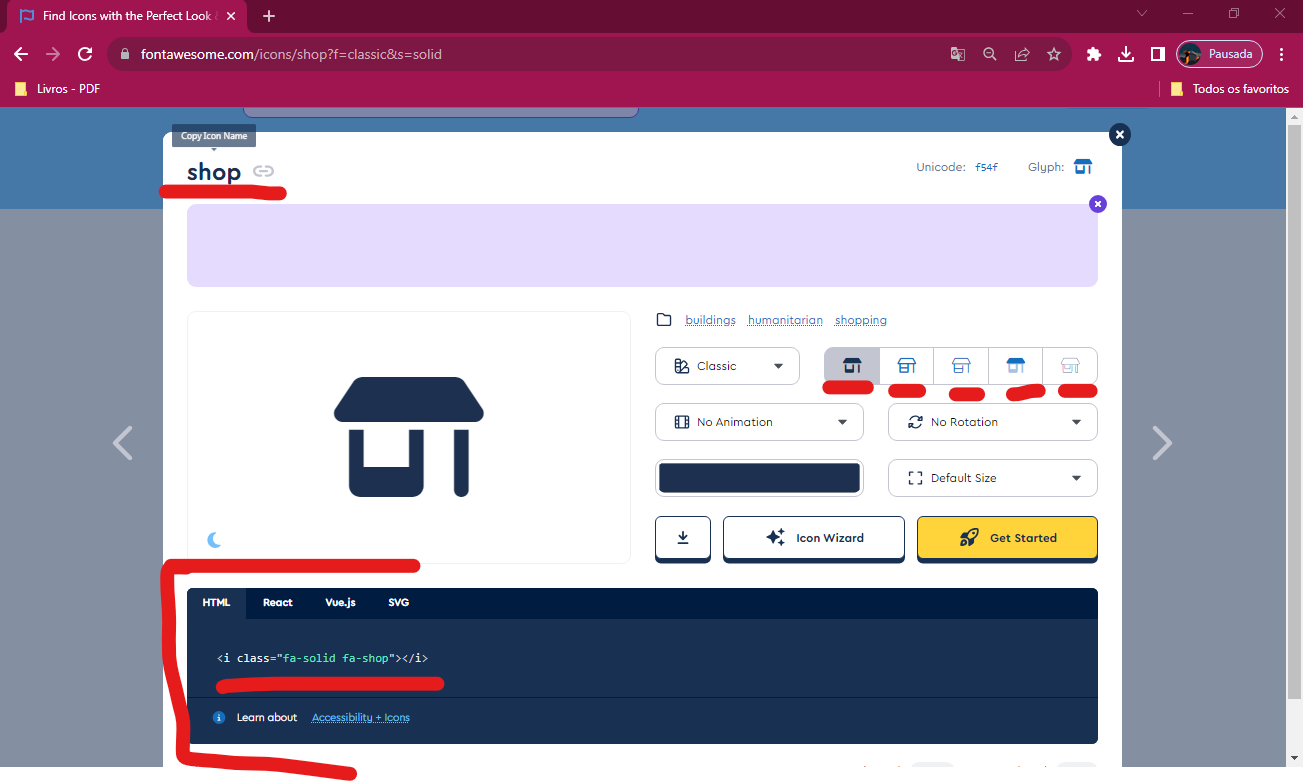 Find Icons with the Perfect Look &
fontawesome.com/icons/shop?f=classic&s=solid
Pausada
Livros - PDF
Todos os favoritos
Copy Icon Name
shop
Unicode: f54f
Glyph:
buildings humanitarian shopping
Classic
No Animation
No Rotation
Default Size
Icon Wizard
Get Started
HTML React Vue.js SVG
<i class="fa-solid fa-shop"></i>
Learn about Accessibility + Icons